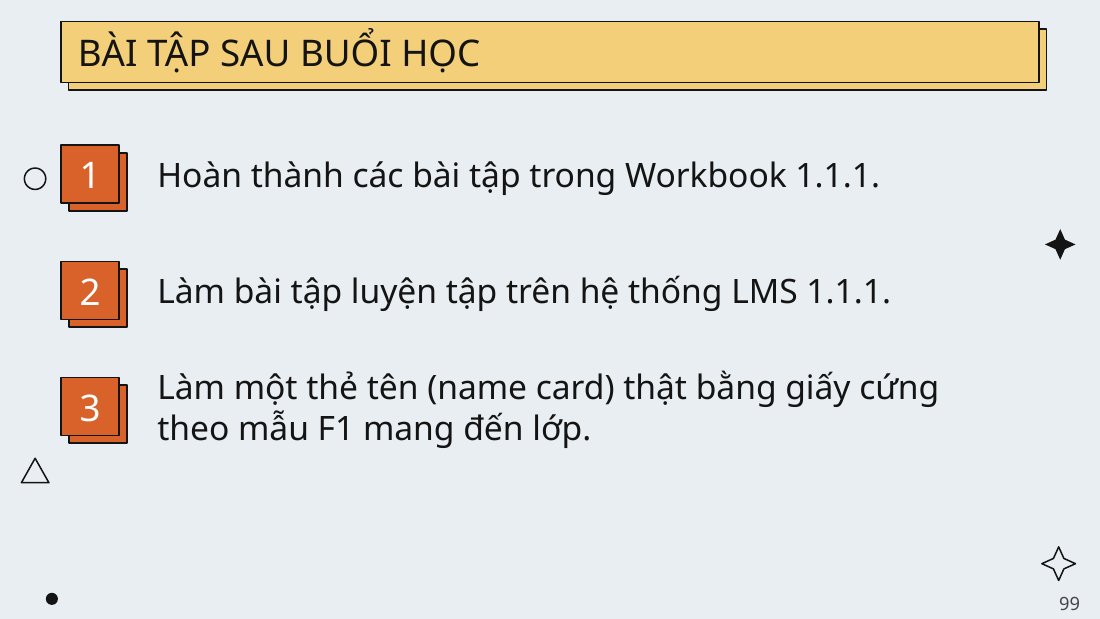 BÀI TẬP SAU BUỔI HỌC
1
Hoàn thành các bài tập trong Workbook 1.1.1.
2
Làm bài tập luyện tập trên hệ thống LMS 1.1.1.
3
Làm một thẻ tên (name card) thật bằng giấy cứng
theo mẫu F1 mang đến lớp.
99